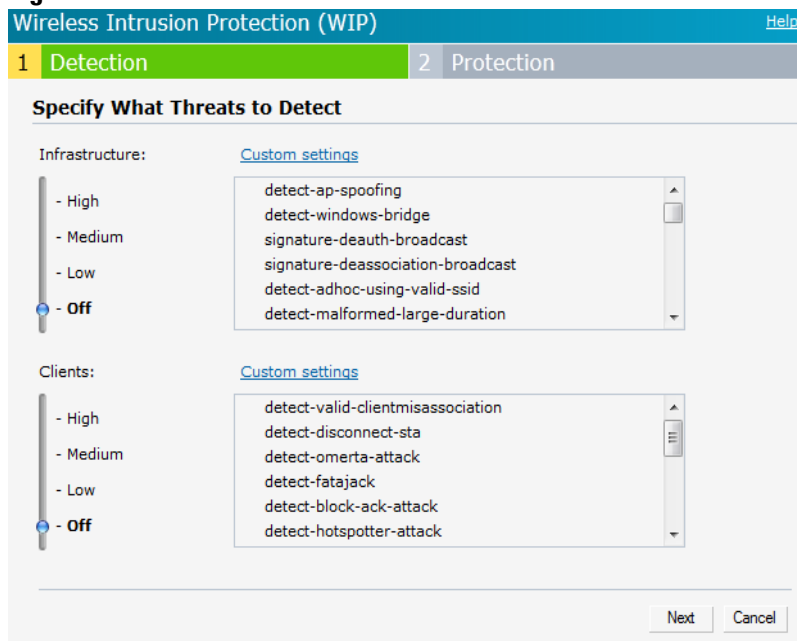 Wireless Intrusion Protection (WIP) Help
1 Detection 2 Protection
Specify What Threats to Detect
Infrastructure: Custom settings
- High
- Medium
- Low
- Off
detect-ap-spoofing
detect-windows-bridge
signature-deauth-broadcast
signature-deassociation-broadcast
detect-adhoc-using-valid-ssid
detect-malformed-large-duration
Clients: Custom settings
- High
- Medium
- Low
- Off
detect-valid-clientmisassociation
detect-disconnect-sta
detect-omerta-attack
detect-fatajack
detect-block-ack-attack
detect-hotspotter-attack
Next Cancel